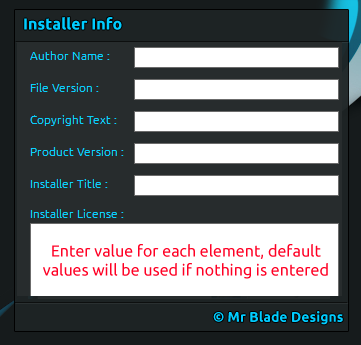 Installer Info
Author Name :
File Version :
Copyright Text :
Product Version :
Installer Title :
Installer License :
Enter value for each element, default
values will be used if nothing is entered
© Mr Blade Designs